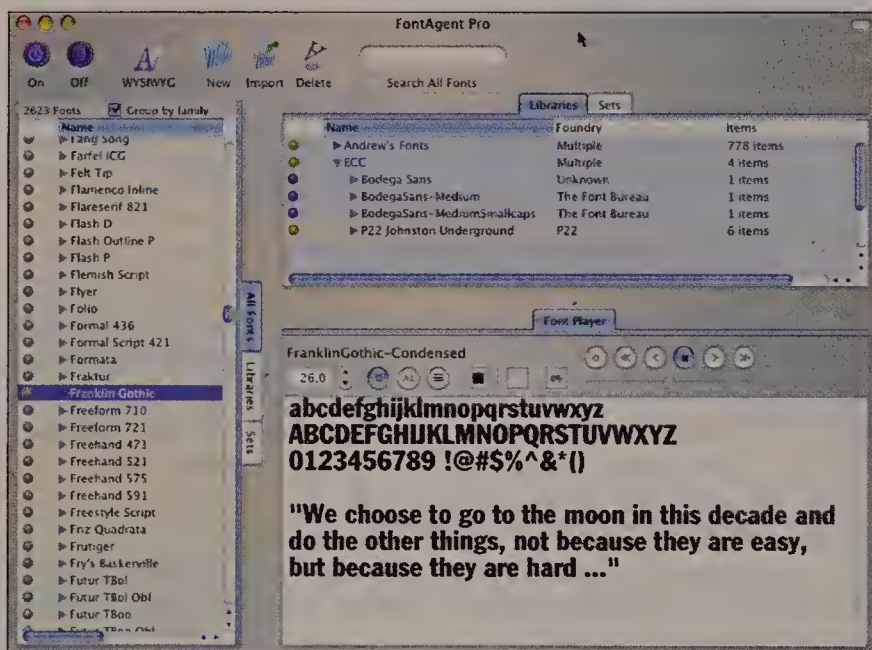 FontAgent Pro
On Off WYSIWYG New Import Delete Search All Fonts
2623 Fonts Group by family
Name
Fang Song
Farfel ICG
Felt Tip
Flamenco Inline
Flareserif 821
Flash D
Flash Outline P
Flash P
Flemish Script
Flyer
Folio
Formal 436
Formal Script 421
Formata
Fraktur
Franklin Gothic
Freeform 710
Freeform 721
Freehand 471
Freehand 521
Freehand 575
Freehand 591
Freestyle Script
Friz Quadrata
Frutiger
Fry's Baskerville
Futur TBol
Futur TBol Obl
Futur TBoo
Futur TBoo Obl
All Fonts
Libraries
Sets
Libraries Sets
Name Foundry Items
Andrew's Fonts Multiple 778 items
ECC Multiple 4 items
Bodega Sans Unknown 1 items
BodegaSans-Medium The Font Bureau 1 items
BodegaSans-MediumSmallcaps The Font Bureau 1 items
P22 Johnston Underground P22 6 items
Font Player
FranklinGothic-Condensed
26.0
abcdefghijklmnopqrstuvwxyz
ABCDEFGHIJKLMNOPQRSTUVWXYZ
0123456789 !@#$%^&*()
"We choose to go to the moon in this decade and
do the other things, not because they are easy,
but because they are hard ..."